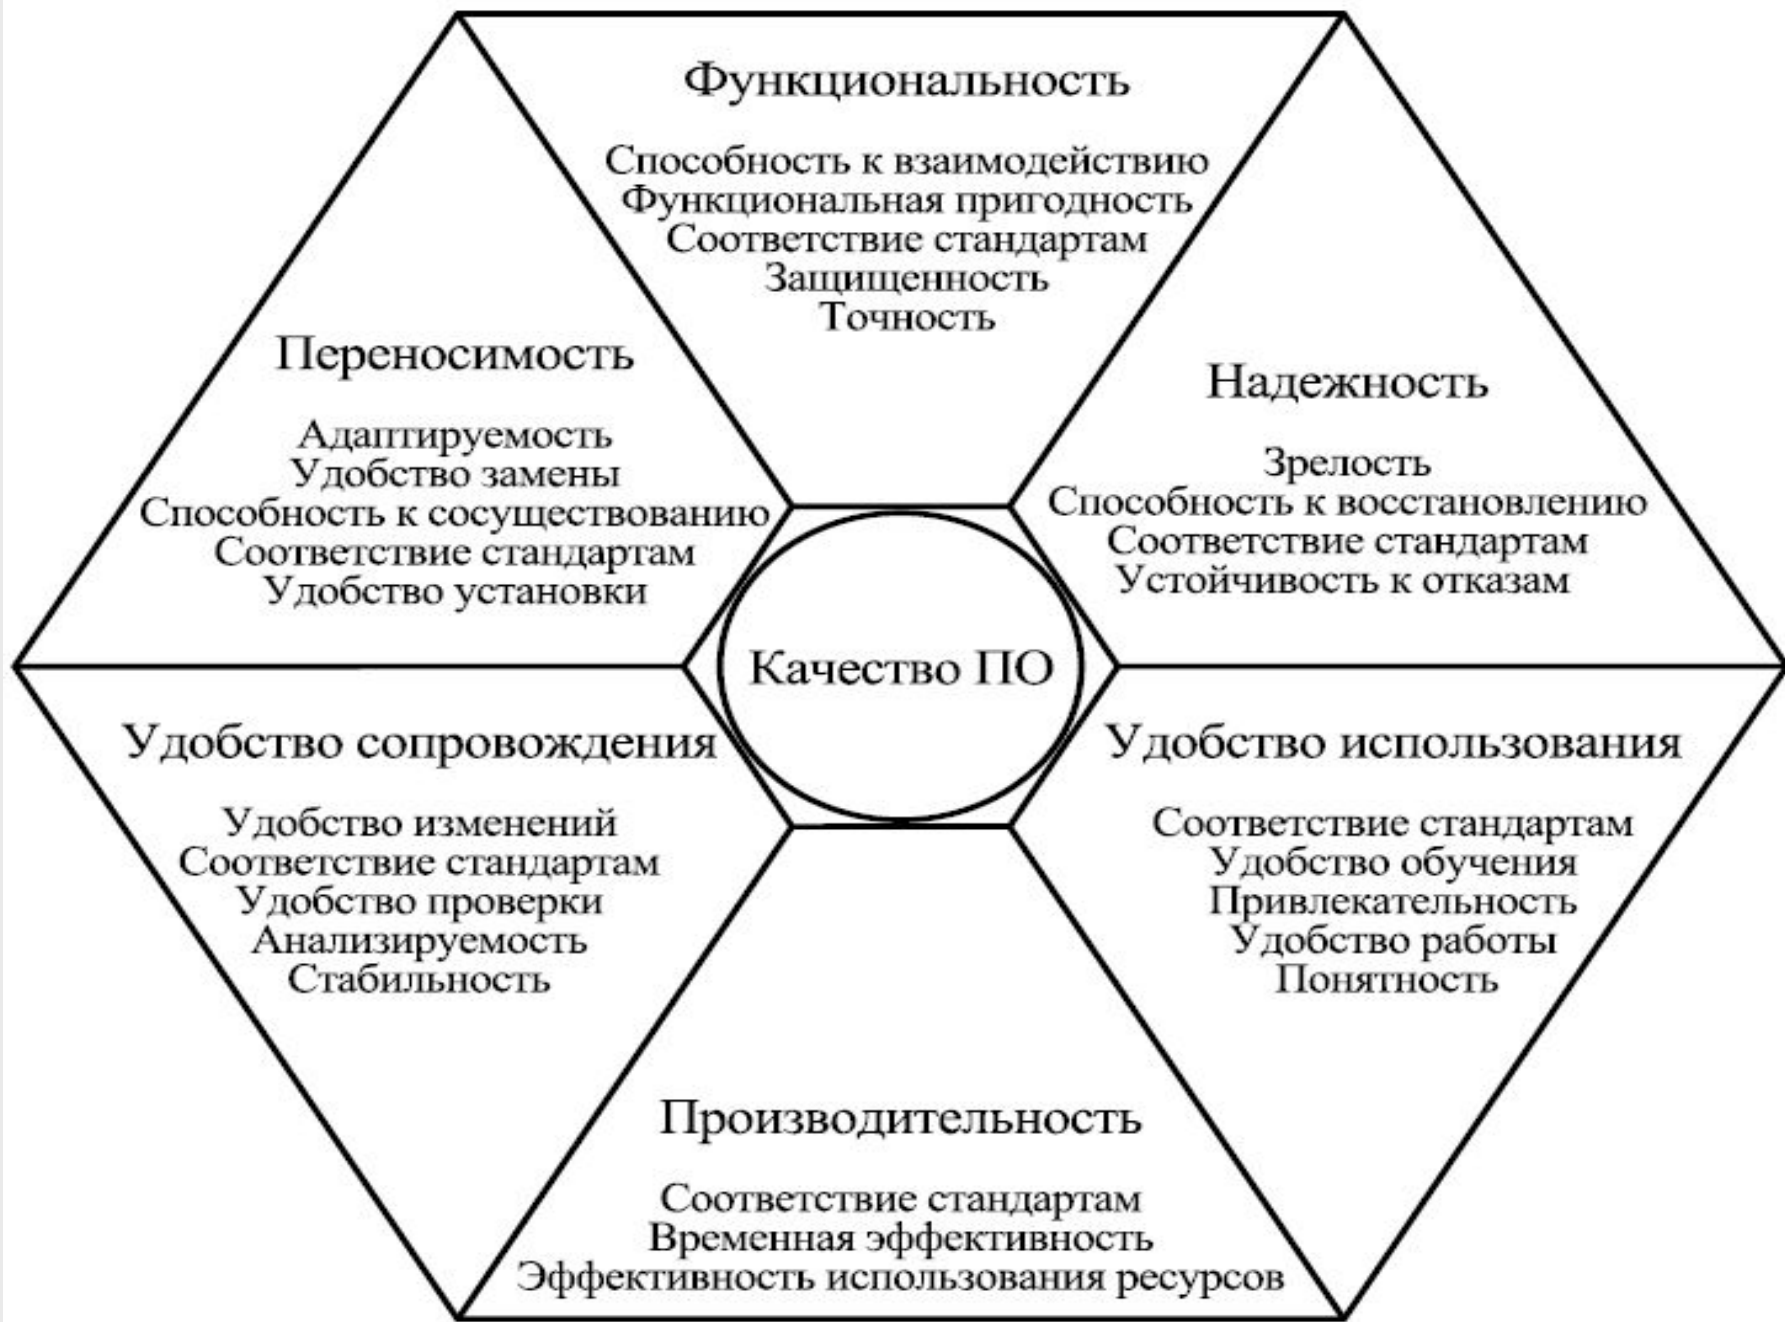 Функциональность
Способность к взаимодействию
Функциональная пригодность
Соответствие стандартам
Защищенность
Точность
Переносимость
Адаптируемость
Удобство замены
Способность к сосуществованию
Соответствие стандартам
Удобство установки
Надежность
Зрелость
Способность к восстановлению
Соответствие стандартам
Устойчивость к отказам
Качество ПО
Удобство сопровождения
Удобство изменений
Соответствие стандартам
Удобство проверки
Анализируемость
Стабильность
Удобство использования
Соответствие стандартам
Удобство обучения
Привлекательность
Удобство работы
Понятность
Производительность
Соответствие стандартам
Временная эффективность
Эффективность использования ресурсов